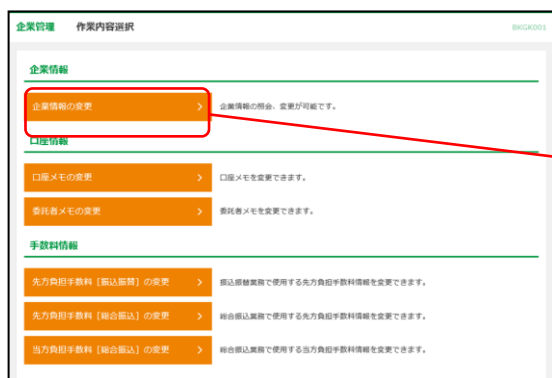 企業管理 作業内容選択 BKGK001
企業情報
企業情報の変更 企業情報の照会、変更が可能です。
口座情報
口座メモの変更 口座メモを変更できます。
委託者メモの変更 委託者メモを変更できます。
手数料情報
先方負担手数料［振込振替］の変更 振込振替業務で使用する先方負担手数料情報を変更できます。
先方負担手数料［総合振込］の変更 総合振込業務で使用する先方負担手数料情報を変更できます。
当方負担手数料［総合振込］の変更 総合振込業務で使用する当方負担手数料情報を変更できます。